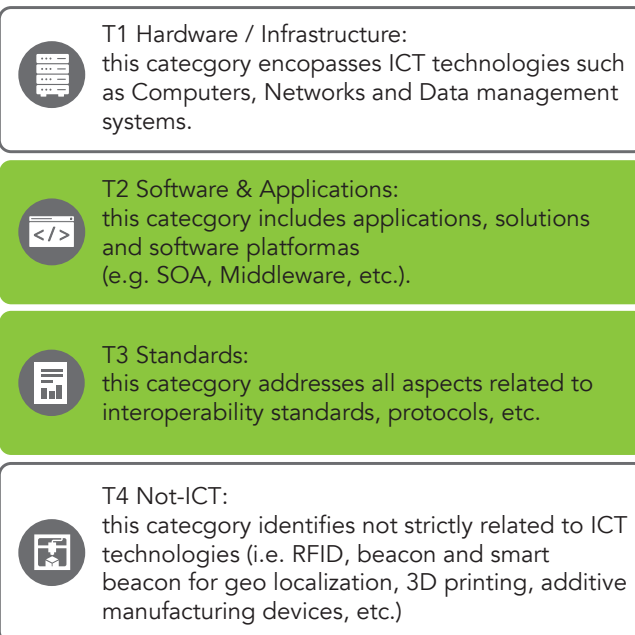 T1 Hardware / Infrastructure:
this catecgory encopasses ICT technologies such
as Computers, Networks and Data management
systems.
T2 Software & Applications:
this catecgory includes applications, solutions
and software platformas
(e.g. SOA, Middleware, etc.).
</>
T3 Standards:
this catecgory addresses all aspects related to
interoperability standards, protocols, etc.
T4 Not-ICT:
this catecgory identifies not strictly related to ICT
technologies (i.e. RFID, beacon and smart
beacon for geo localization, 3D printing, additive
manufacturing devices, etc.)